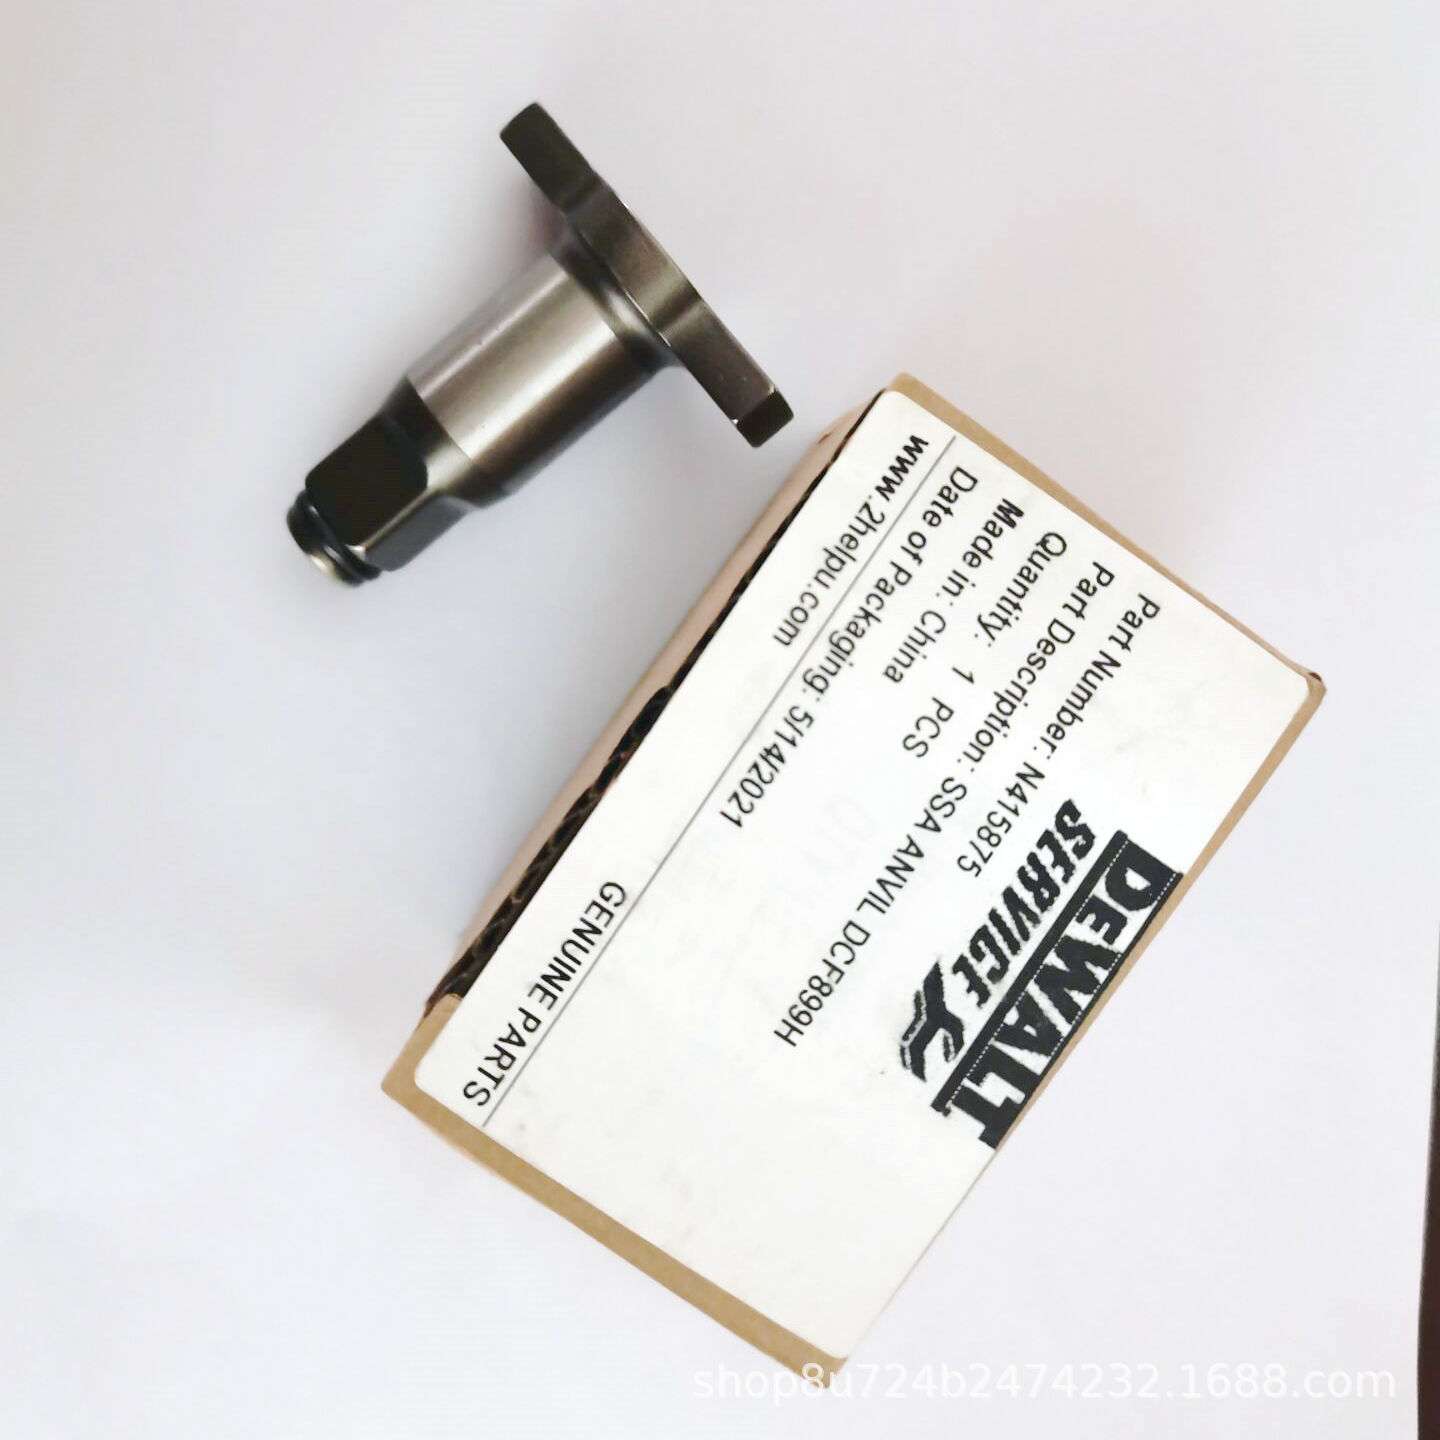 DEWALT
SERVICE
Part Number: N415875
Part Description: SSA ANVIL DCF899H
Quantity: 1 PCS
Made in: China
Date of Packaging: 5/14/2021
www.2helpu.com
GENUINE PARTS
shop8u724b2474232.1688.com